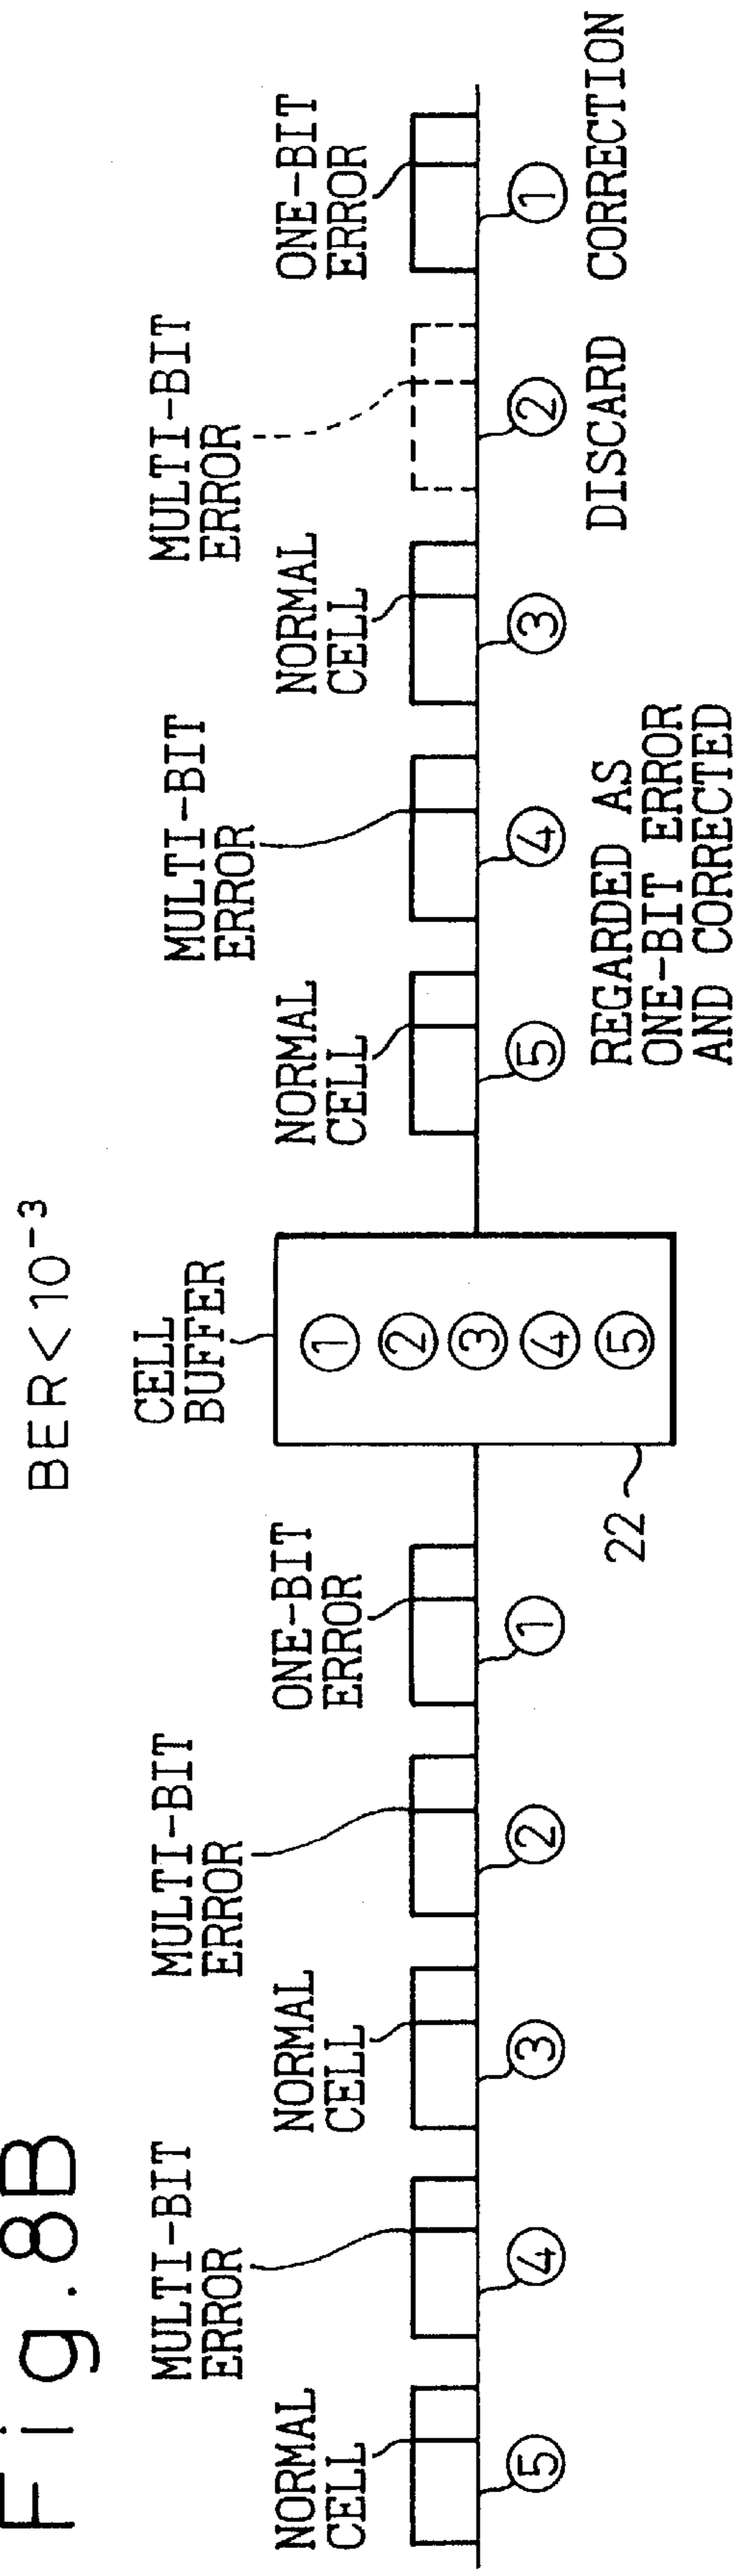 Fig.8B
BER<10⁻³
NORMAL
CELL
MULTI-BIT
ERROR
NORMAL
CELL
MULTI-BIT
ERROR
ONE-BIT
ERROR
CELL
BUFFER
NORMAL
CELL
MULTI-BIT
ERROR
NORMAL
CELL
MULTI-BIT
ERROR
ONE-BIT
ERROR
⑤
④
③
②
①
22
①
②
③
④
⑤
⑤
④
③
②
①
REGARDED AS
ONE-BIT ERROR
AND CORRECTED
DISCARD
CORRECTION